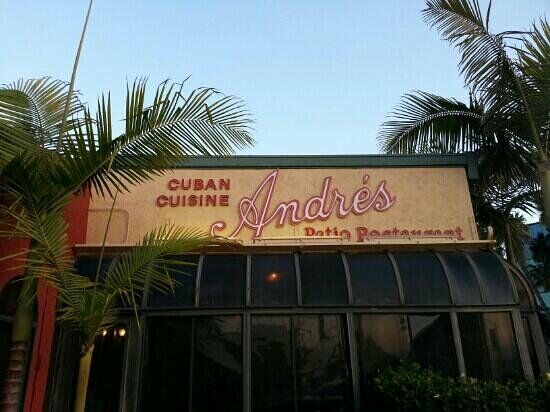 CUBAN
CUISINE
Andrés
Patio Restaurant